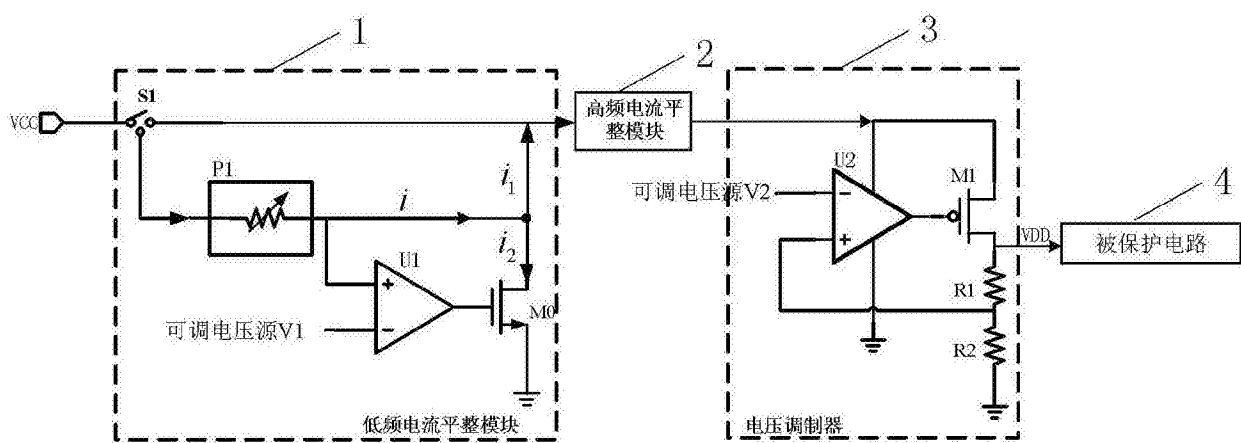 1
2
3
4
S1
VCC
高频电流平
整模块
P1
i
i₁
i₂
U1
+
−
M0
可调电压源V1
低频电流平整模块
U2
−
+
可调电压源V2
M1
VDD
被保护电路
R1
R2
电压调制器